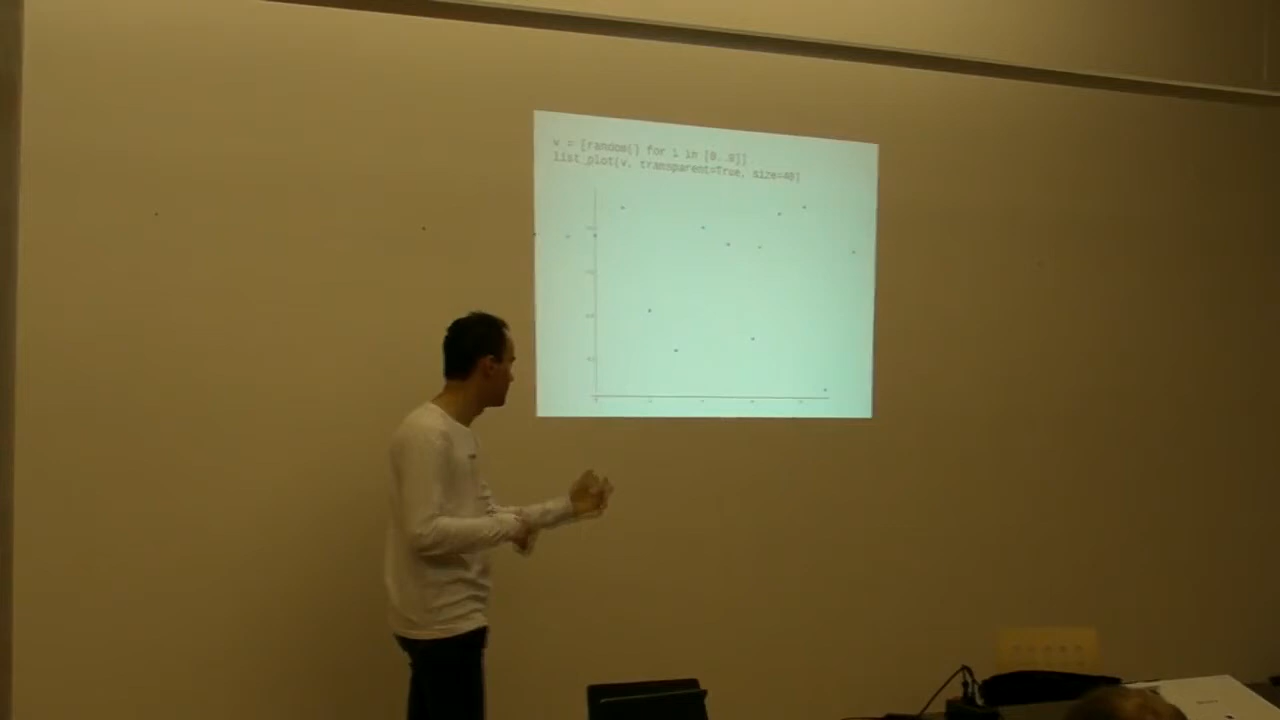 v = [random() for i in [0..9]]
list_plot(v, transparent=True, size=40)